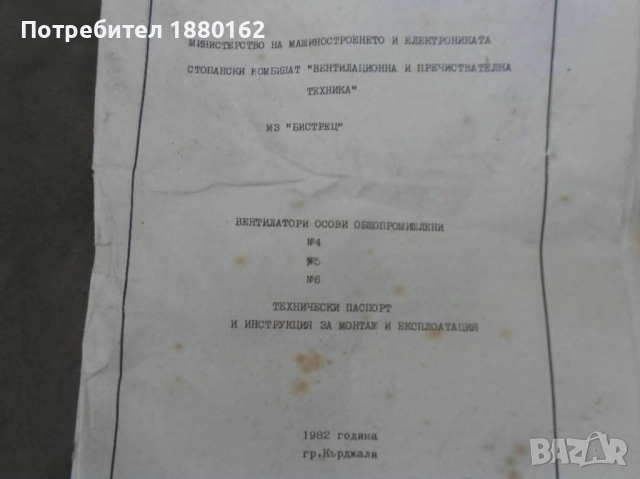 Потребител 1880162
МИНИСТЕРСТВО НА МАШИНОСТРОЕНЕТО И ЕЛЕКТРОНИКАТА
СТОПАНСКИ КОМБИНАТ "ВЕНТИЛАЦИОННА И ПРЕЧИСТВАТЕЛНА
ТЕХНИКА"
МЗ "БИСТРЕЦ"
ВЕНТИЛАТОРИ ОСОВИ ОБЩОПРОМИШЛЕНИ
№4
№5
№6
ТЕХНИЧЕСКИ ПАСПОРТ
И ИНСТРУКЦИЯ ЗА МОНТАЖ И ЕКСПЛОАТАЦИЯ
1982 година
гр.Кърджали
BAZAR